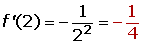 f'(2) = -1/2² = -1/4